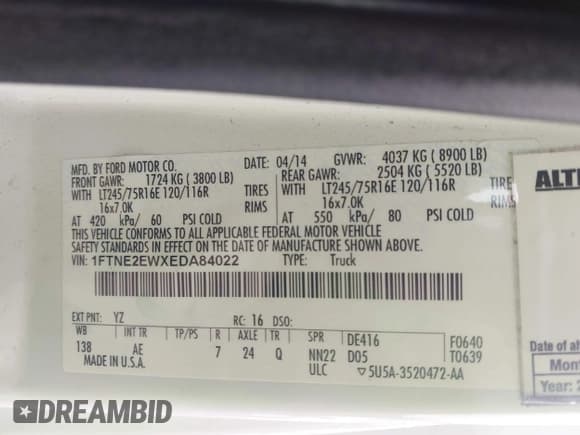 MFD. BY FORD MOTOR CO.
DATE: 04/14 GVWR: 4037 KG ( 8900 LB)
FRONT GAWR: 1724 KG ( 3800 LB)
REAR GAWR: 2504 KG ( 5520 LB)
WITH LT245/75R16E 120/116R TIRES
WITH LT245/75R16E 120/116R TIRE
16x7.0K RIMS
16x7.0K RIMS
AT 420 kPa/ 60 PSI COLD
AT 550 kPa/ 80 PSI COLD
THIS VEHICLE CONFORMS TO ALL APPLICABLE FEDERAL MOTOR VEHICLE
SAFETY STANDARDS IN EFFECT ON THE DATE OF MANUFACTURE SHOWN ABOVE.
VIN: 1FTNE2EWXEDA84022 TYPE: Truck
EXT PNT: YZ RC: 16 DSO:
WB INT TR TP/PS R AXLE TR SPR DE416 F0640
138 AE 7 24 Q NN22 D05 T0639
MADE IN U.S.A. ULC ▽5U5A-3520472-AA
ALTE
Date of al
Mont
Year: 2
DREAMBID